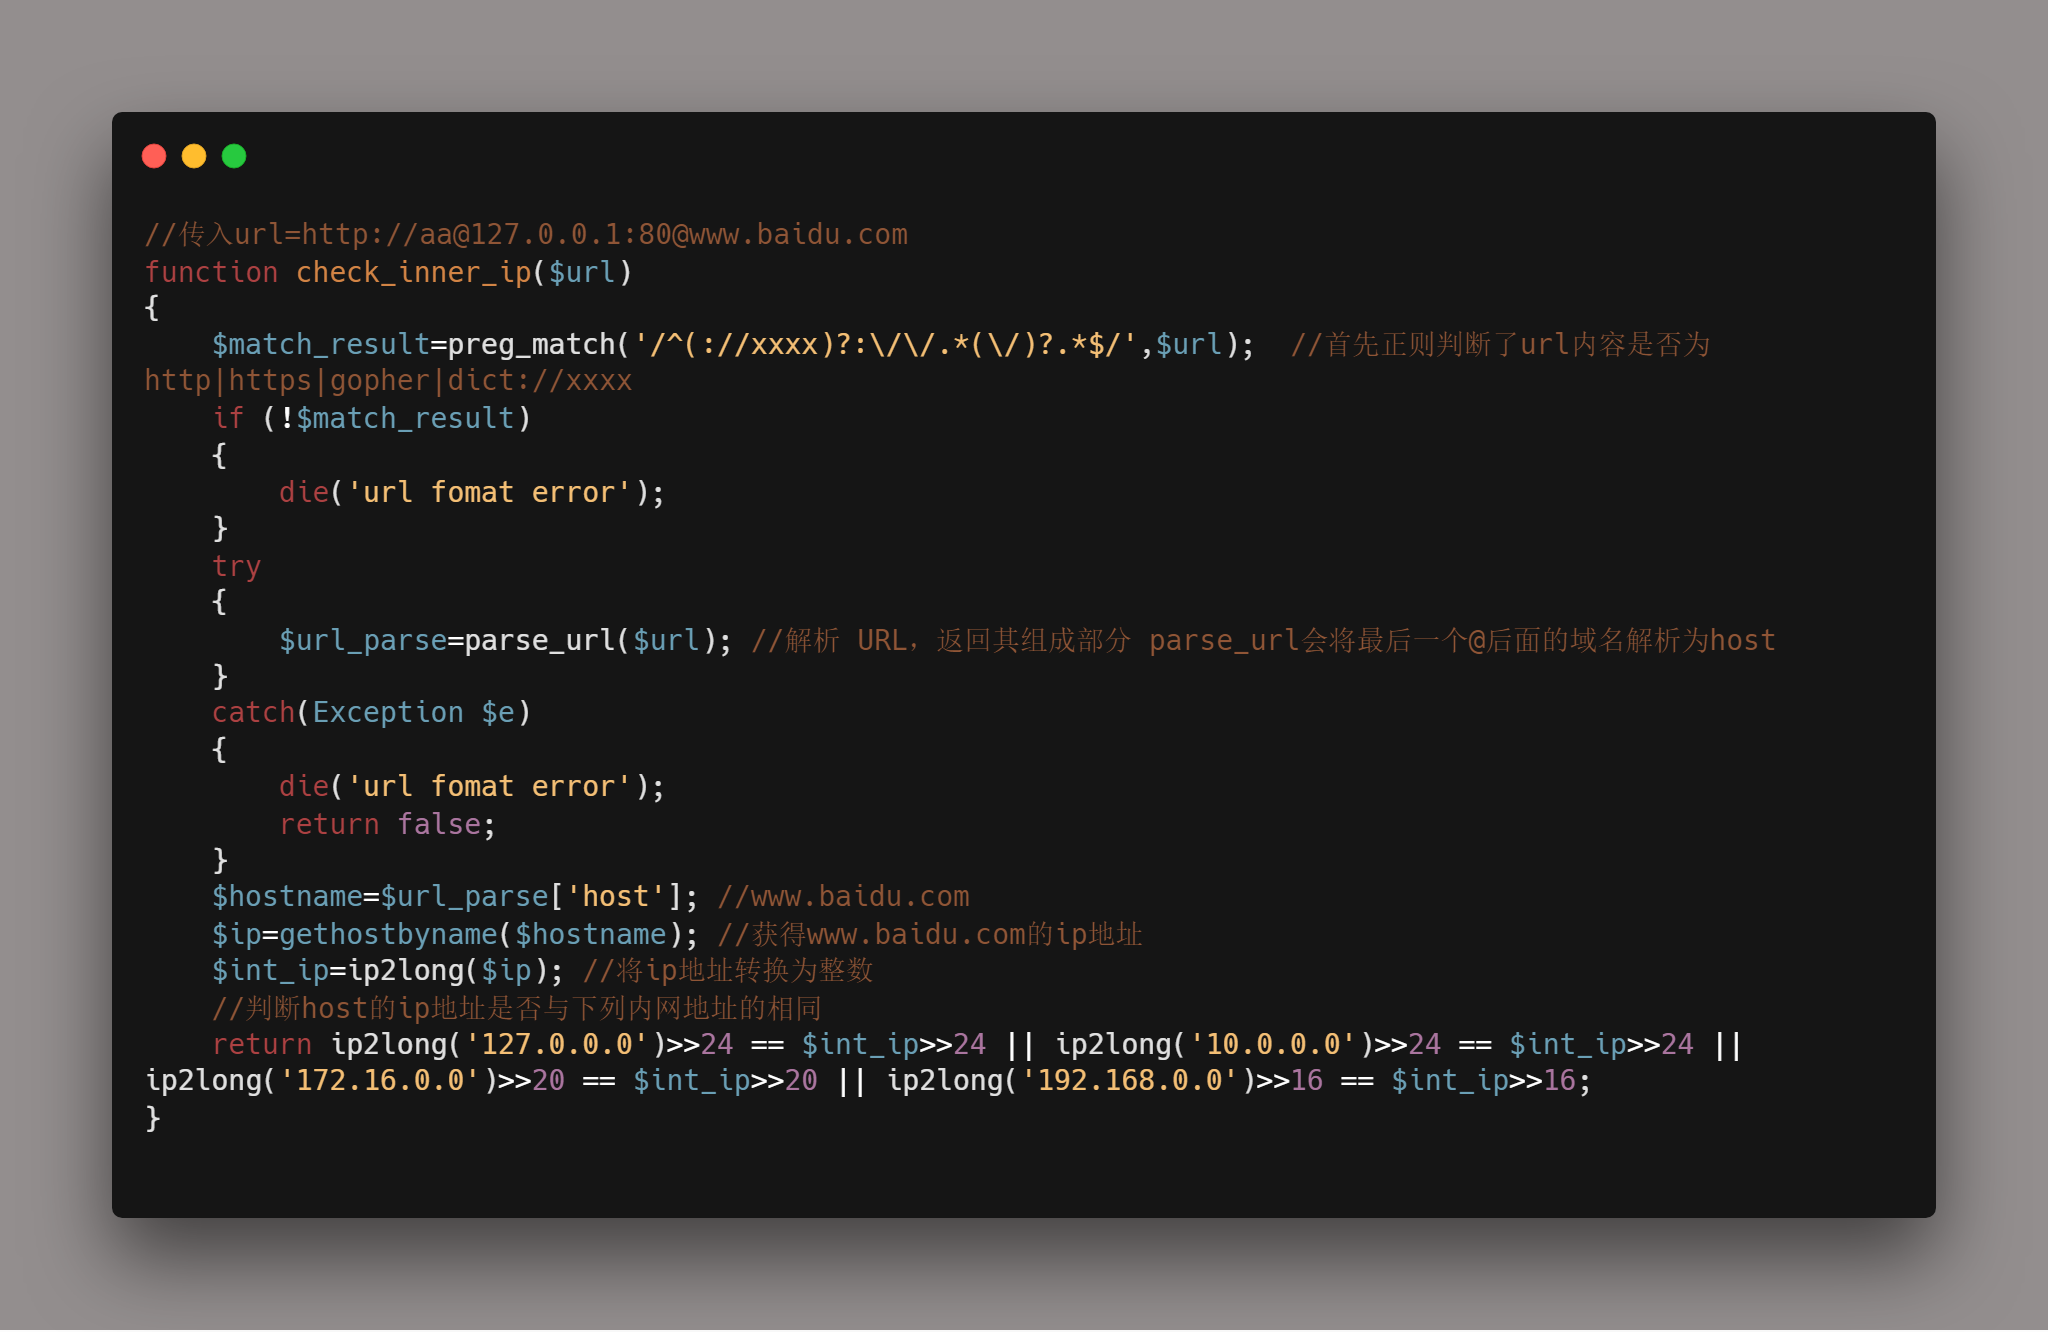 //传入url=http://aa@127.0.0.1:80@www.baidu.com
function check_inner_ip($url)
{
    $match_result=preg_match('/^(://xxxx)?:\/\/.*(\/)?.*$/',$url);  //首先正则判断了url内容是否为
http|https|gopher|dict://xxxx
    if (!$match_result)
    {
        die('url fomat error');
    }
    try
    {
        $url_parse=parse_url($url); //解析 URL，返回其组成部分 parse_url会将最后一个@后面的域名解析为host
    }
    catch(Exception $e)
    {
        die('url fomat error');
        return false;
    }
    $hostname=$url_parse['host']; //www.baidu.com
    $ip=gethostbyname($hostname); //获得www.baidu.com的ip地址
    $int_ip=ip2long($ip); //将ip地址转换为整数
    //判断host的ip地址是否与下列内网地址的相同
    return ip2long('127.0.0.0')>>24 == $int_ip>>24 || ip2long('10.0.0.0')>>24 == $int_ip>>24 ||
ip2long('172.16.0.0')>>20 == $int_ip>>20 || ip2long('192.168.0.0')>>16 == $int_ip>>16;
}